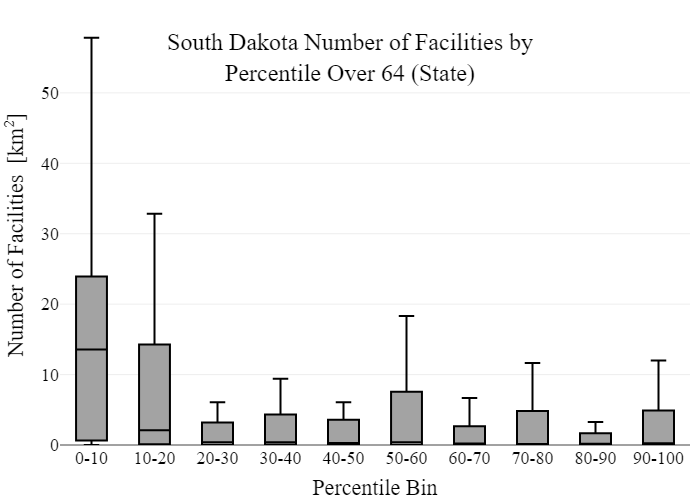 South Dakota Number of Facilities by
Percentile Over 64 (State)
Number of Facilities [km²]
50
40
30
20
10
0
0-10 10-20 20-30 30-40 40-50 50-60 60-70 70-80 80-90 90-100
Percentile Bin